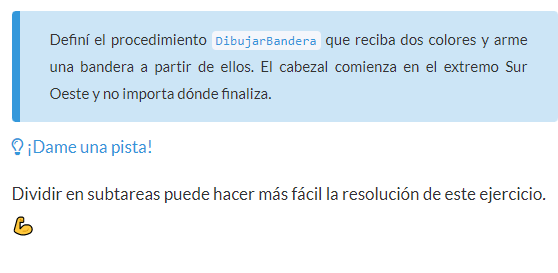 Definí el procedimiento DibujarBandera que reciba dos colores y arme
una bandera a partir de ellos. El cabezal comienza en el extremo Sur
Oeste y no importa dónde finaliza.
¡Dame una pista!
Dividir en subtareas puede hacer más fácil la resolución de este ejercicio.